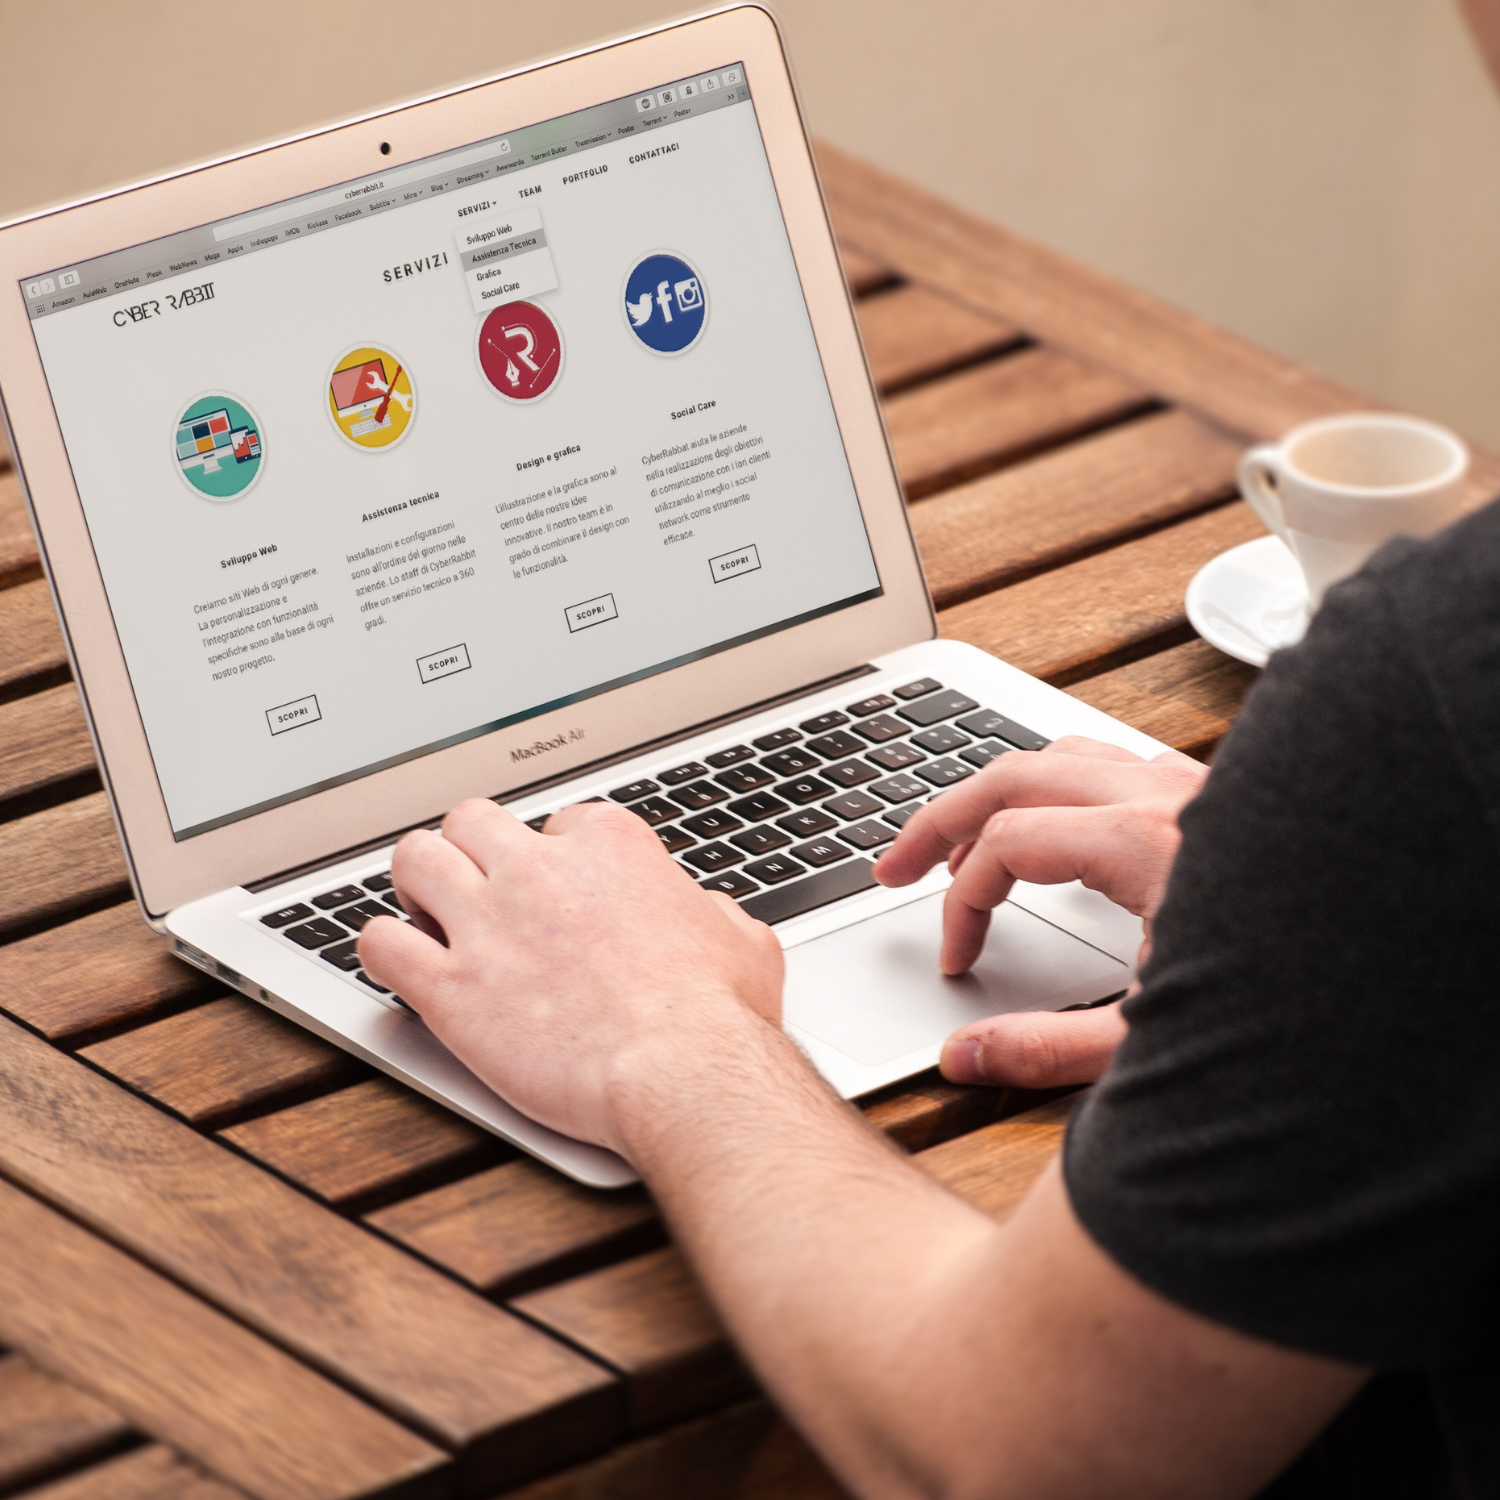 cyberrabbit.it
Amazon AulaWeb OneNote Plesk WebNews Mega Apple Indiegogo IMDb Kickass Facebook Subtitle Mine Blog Streaming Awwwards Torrent Butler Trasmission Poster Torrent Poster
CYBER RABBIT
SERVIZI TEAM PORTFOLIO CONTATTACI
Sviluppo Web
Assistenza Tecnica
Grafica
Social Care
SERVIZI
R
f
Sviluppo Web
Creiamo siti Web di ogni genere.
La personalizzazione e
l'integrazione con funzionalità
specifiche sono alla base di ogni
nostro progetto.
SCOPRI
Assistenza tecnica
Installazioni e configurazioni
sono all'ordine del giorno nelle
aziende. Lo staff di CyberRabbit
offre un servizio tecnico a 360
gradi.
SCOPRI
Design e grafica
L'illustrazione e la grafica sono al
centro delle nostre idee
innovative. Il nostro team è in
grado di combinare il design con
le funzionalità.
SCOPRI
Social Care
CyberRabbit aiuta le aziende
nella realizzazione degli obiettivi
di comunicazione con i lori clienti
utilizzando al meglio i social
network come strumento
efficace.
SCOPRI
MacBook Air
U I O P
H J K L
B N M